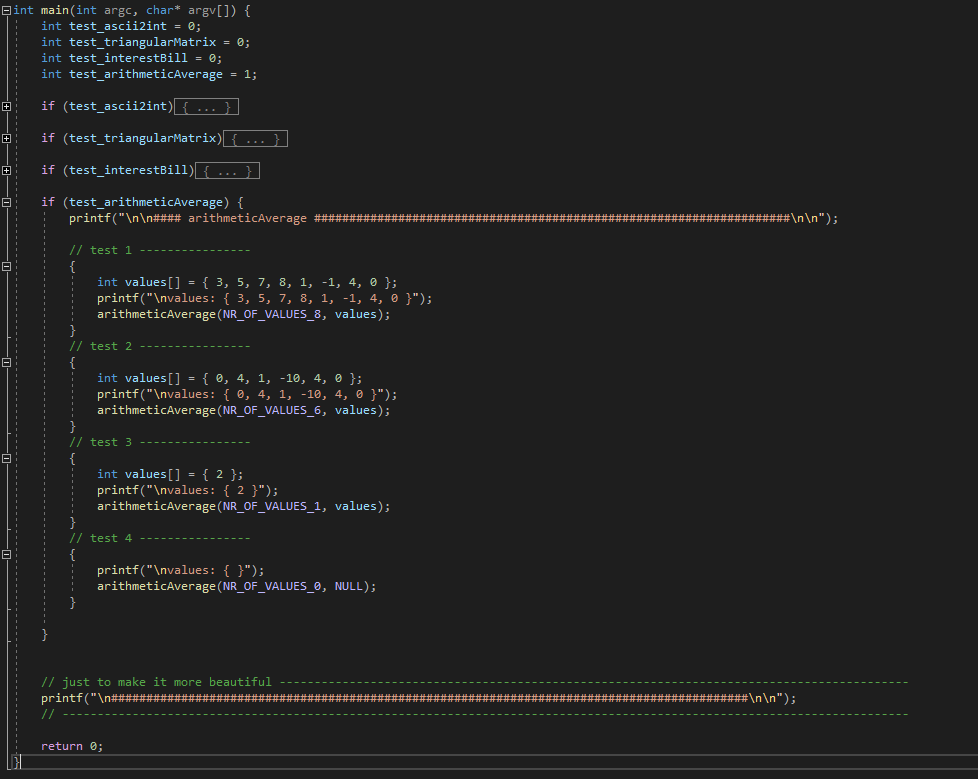 int main(int argc, char* argv[]) {
    int test_ascii2int = 0;
    int test_triangularMatrix = 0;
    int test_interestBill = 0;
    int test_arithmeticAverage = 1;

    if (test_ascii2int){ ... }

    if (test_triangularMatrix){ ... }

    if (test_interestBill){ ... }

    if (test_arithmeticAverage) {
        printf("\n\n#### arithmeticAverage ####################################################################\n\n");

        // test 1 ----------------
        {
            int values[] = { 3, 5, 7, 8, 1, -1, 4, 0 };
            printf("\nvalues: { 3, 5, 7, 8, 1, -1, 4, 0 }");
            arithmeticAverage(NR_OF_VALUES_8, values);
        }
        // test 2 ----------------
        {
            int values[] = { 0, 4, 1, -10, 4, 0 };
            printf("\nvalues: { 0, 4, 1, -10, 4, 0 }");
            arithmeticAverage(NR_OF_VALUES_6, values);
        }
        // test 3 ----------------
        {
            int values[] = { 2 };
            printf("\nvalues: { 2 }");
            arithmeticAverage(NR_OF_VALUES_1, values);
        }
        // test 4 ----------------
        {
            printf("\nvalues: { }");
            arithmeticAverage(NR_OF_VALUES_0, NULL);
        }

    }


    // just to make it more beautiful ------------------------------------------------------------------------------------------
    printf("\n###########################################################################################\n\n");
    // -------------------------------------------------------------------------------------------------------------------------

    return 0;
}